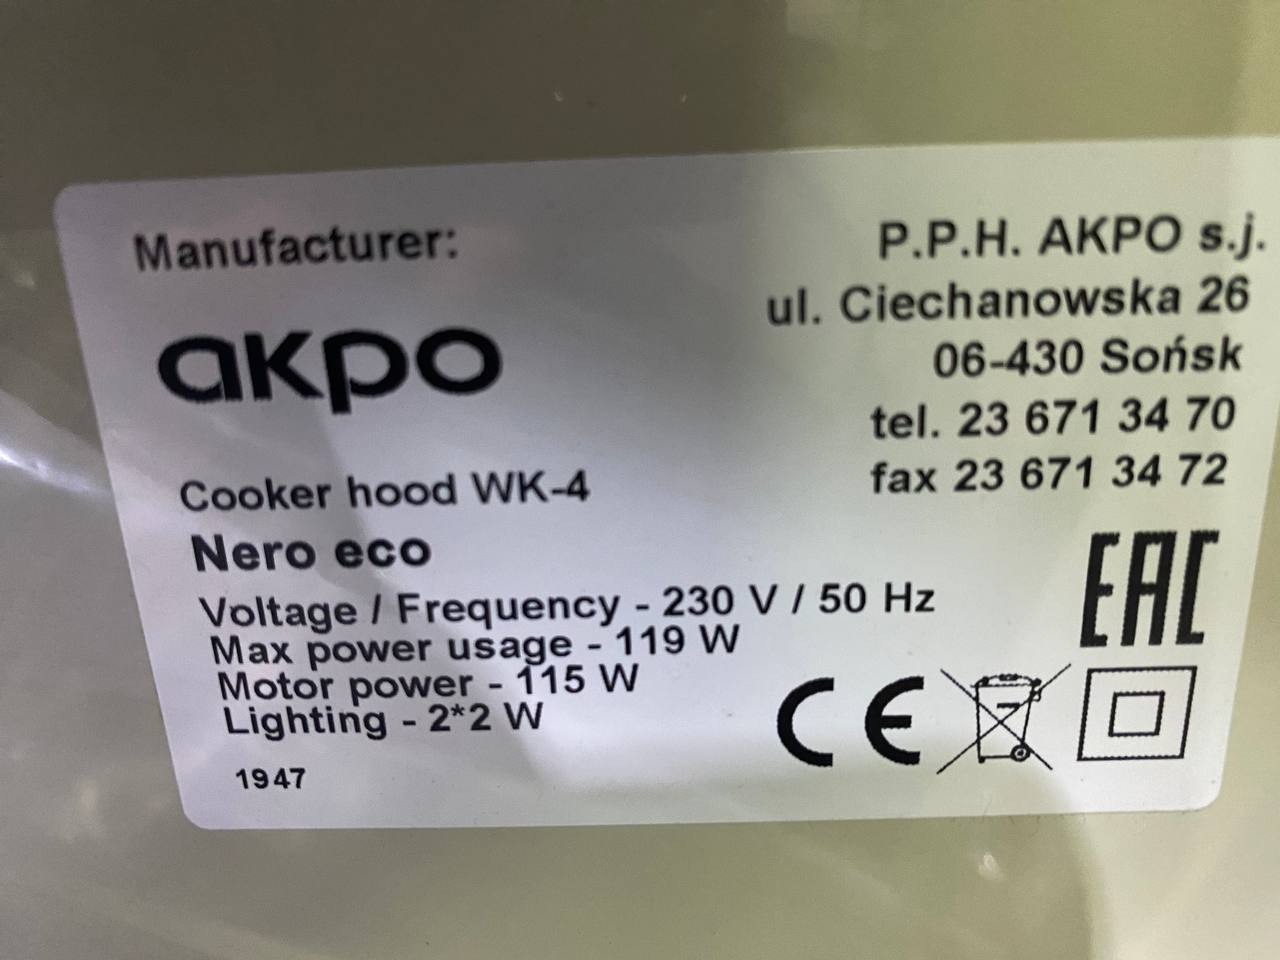 Manufacturer:
akpo
P.P.H. AKPO s.j.
ul. Ciechanowska 26
06-430 Sońsk
tel. 23 671 34 70
fax 23 671 34 72
Cooker hood WK-4
Nero eco
Voltage / Frequency - 230 V / 50 Hz
Max power usage - 119 W
Motor power - 115 W
Lighting - 2*2 W
1947
EAC
CE